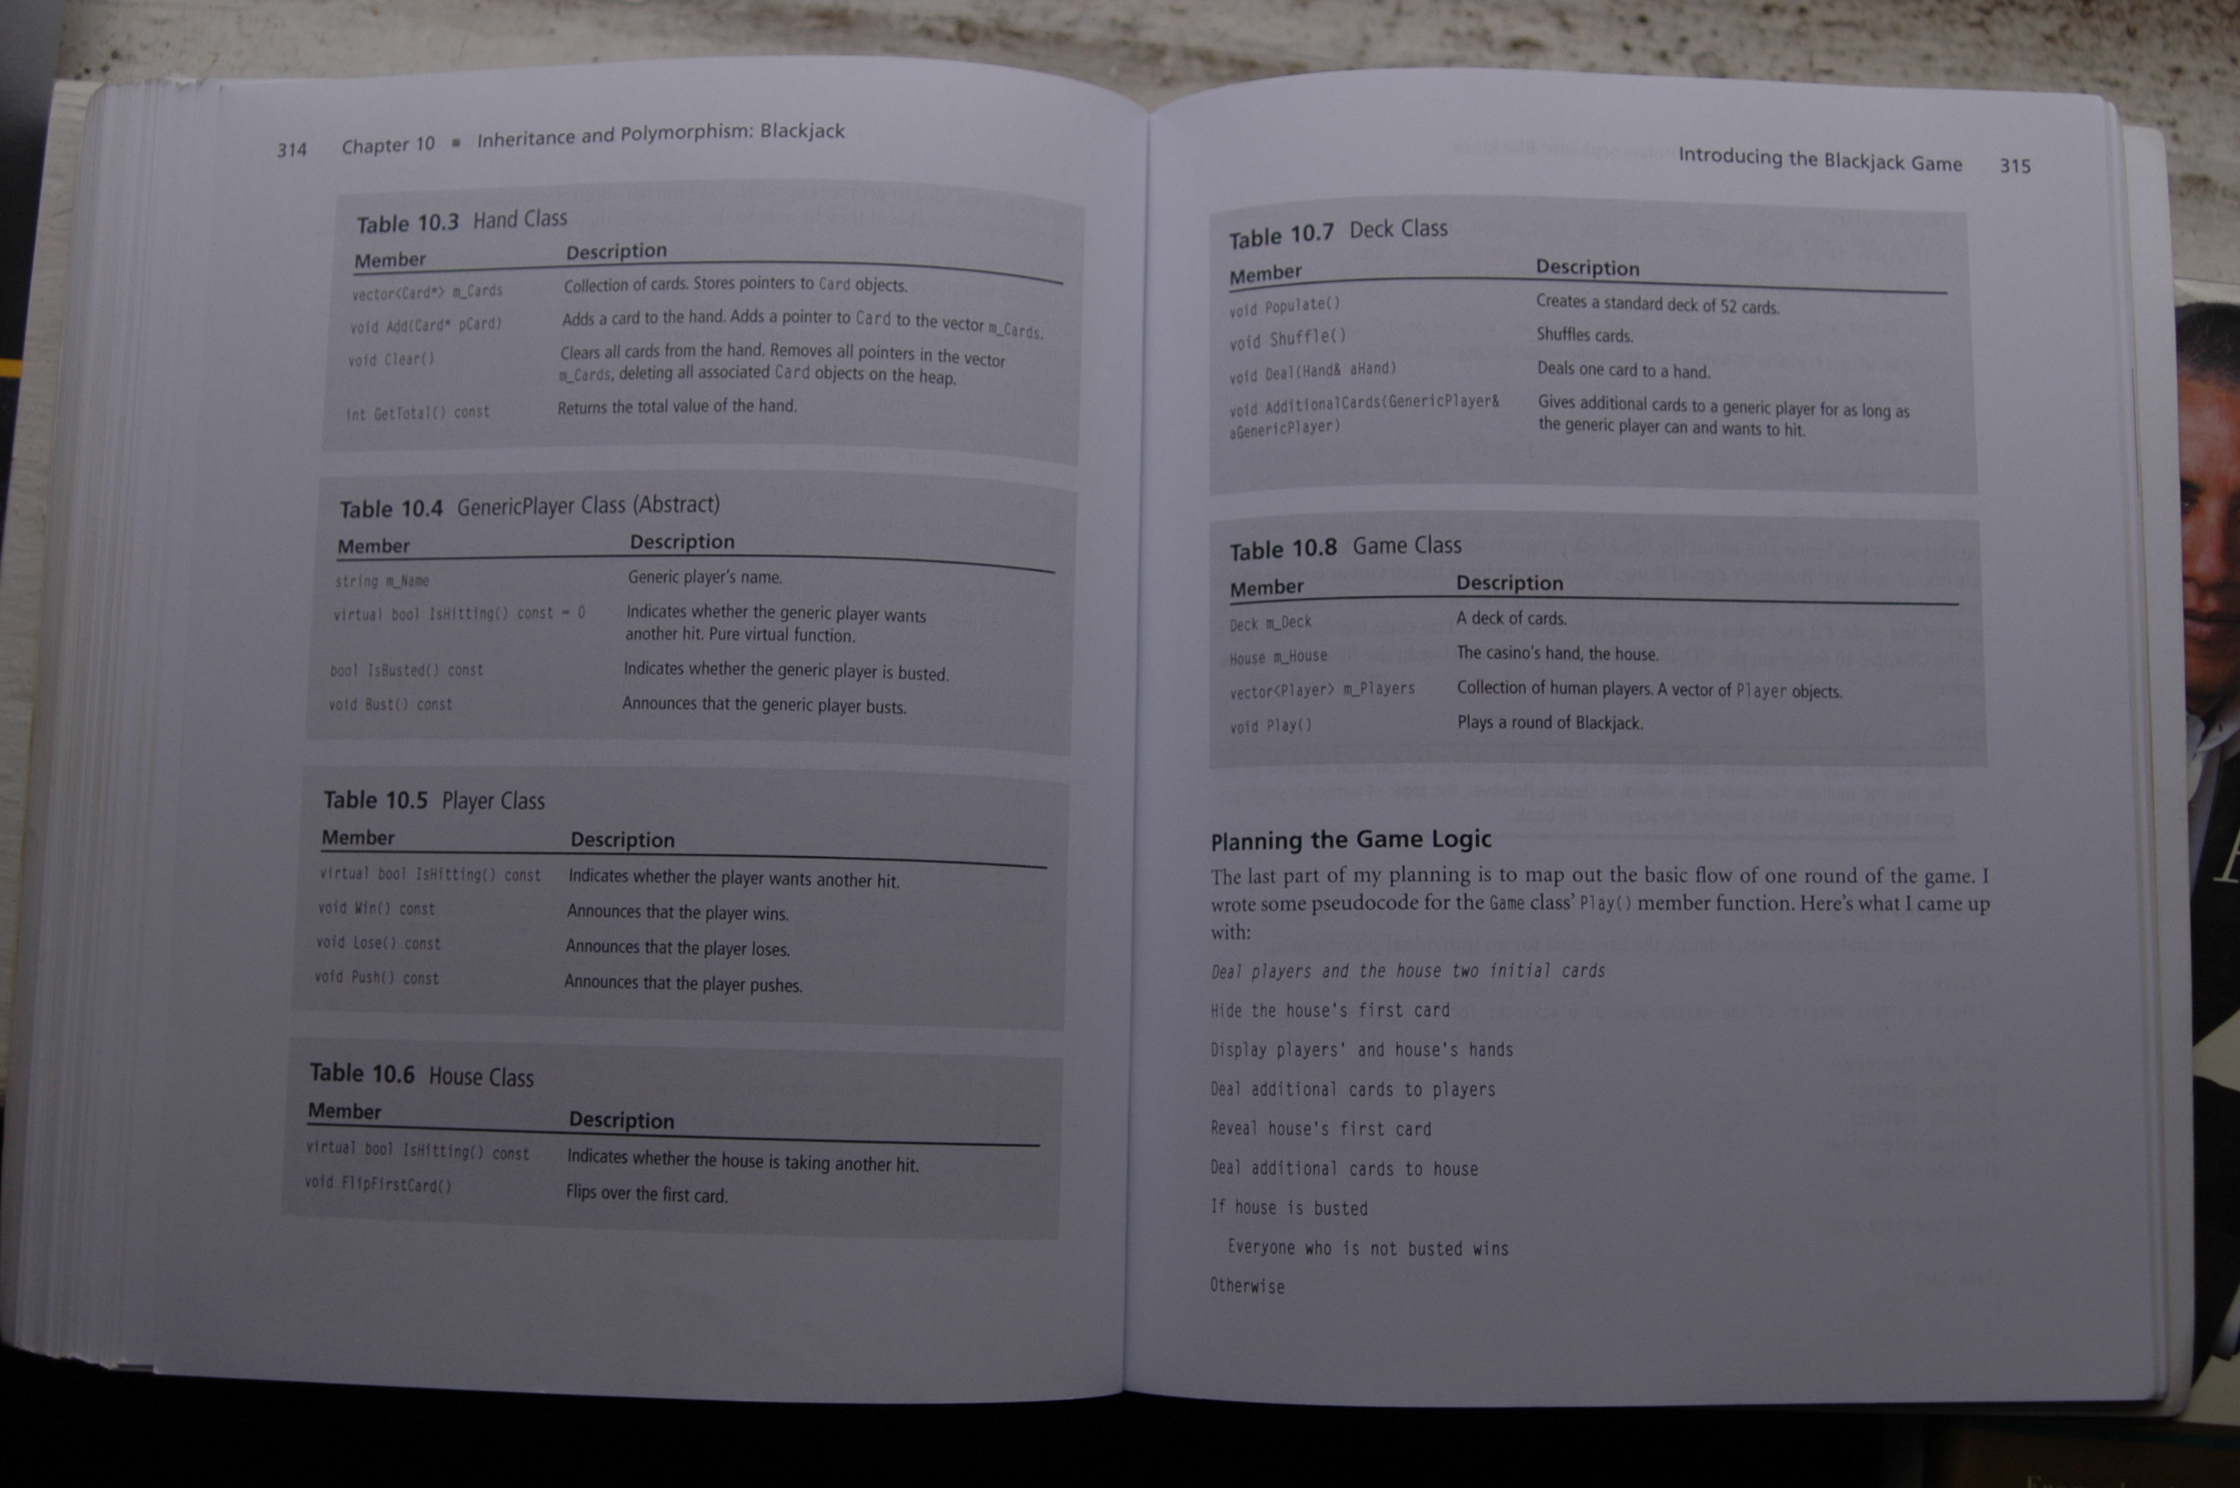 314 Chapter 10 ■ Inheritance and Polymorphism: Blackjack
Table 10.3 Hand Class
Member Description
vector<Card*> m_Cards Collection of cards. Stores pointers to Card objects.
void Add(Card* pCard) Adds a card to the hand. Adds a pointer to Card to the vector m_Cards.
void Clear() Clears all cards from the hand. Removes all pointers in the vector
m_Cards, deleting all associated Card objects on the heap.
int GetTotal() const Returns the total value of the hand.
Table 10.4 GenericPlayer Class (Abstract)
Member Description
string m_Name Generic player's name.
virtual bool IsHitting() const = 0 Indicates whether the generic player wants
another hit. Pure virtual function.
bool IsBusted() const Indicates whether the generic player is busted.
void Bust() const Announces that the generic player busts.
Table 10.5 Player Class
Member Description
virtual bool IsHitting() const Indicates whether the player wants another hit.
void Win() const Announces that the player wins.
void Lose() const Announces that the player loses.
void Push() const Announces that the player pushes.
Table 10.6 House Class
Member Description
virtual bool IsHitting() const Indicates whether the house is taking another hit.
void FlipFirstCard() Flips over the first card.
Introducing the Blackjack Game 315
Table 10.7 Deck Class
Member Description
void Populate() Creates a standard deck of 52 cards.
void Shuffle() Shuffles cards.
void Deal(Hand& aHand) Deals one card to a hand.
void AdditionalCards(GenericPlayer& Gives additional cards to a generic player for as long as
aGenericPlayer) the generic player can and wants to hit.
Table 10.8 Game Class
Member Description
Deck m_Deck A deck of cards.
House m_House The casino's hand, the house.
vector<Player> m_Players Collection of human players. A vector of Player objects.
void Play() Plays a round of Blackjack.
Planning the Game Logic
The last part of my planning is to map out the basic flow of one round of the game. I
wrote some pseudocode for the Game class' Play() member function. Here's what I came up
with:
Deal players and the house two initial cards
Hide the house's first card
Display players' and house's hands
Deal additional cards to players
Reveal house's first card
Deal additional cards to house
If house is busted
Everyone who is not busted wins
Otherwise